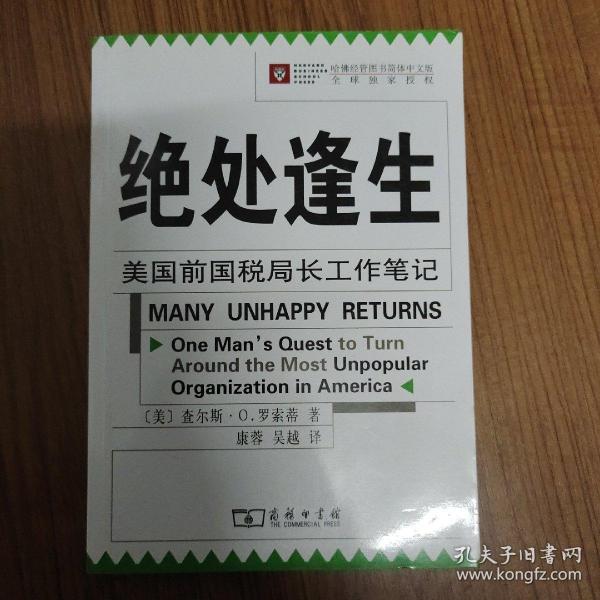 HARVARD
BUSINESS
SCHOOL
PRESS
哈佛经管图书简体中文版
全球独家授权
绝处逢生
美国前国税局长工作笔记
MANY UNHAPPY RETURNS
One Man's Quest to Turn
Around the Most Unpopular
Organization in America
〔美〕查尔斯·O.罗索蒂 著
康蓉 吴越 译
商务印书馆
THE COMMERCIAL PRESS
孔夫子旧书网
www.kongfz.com